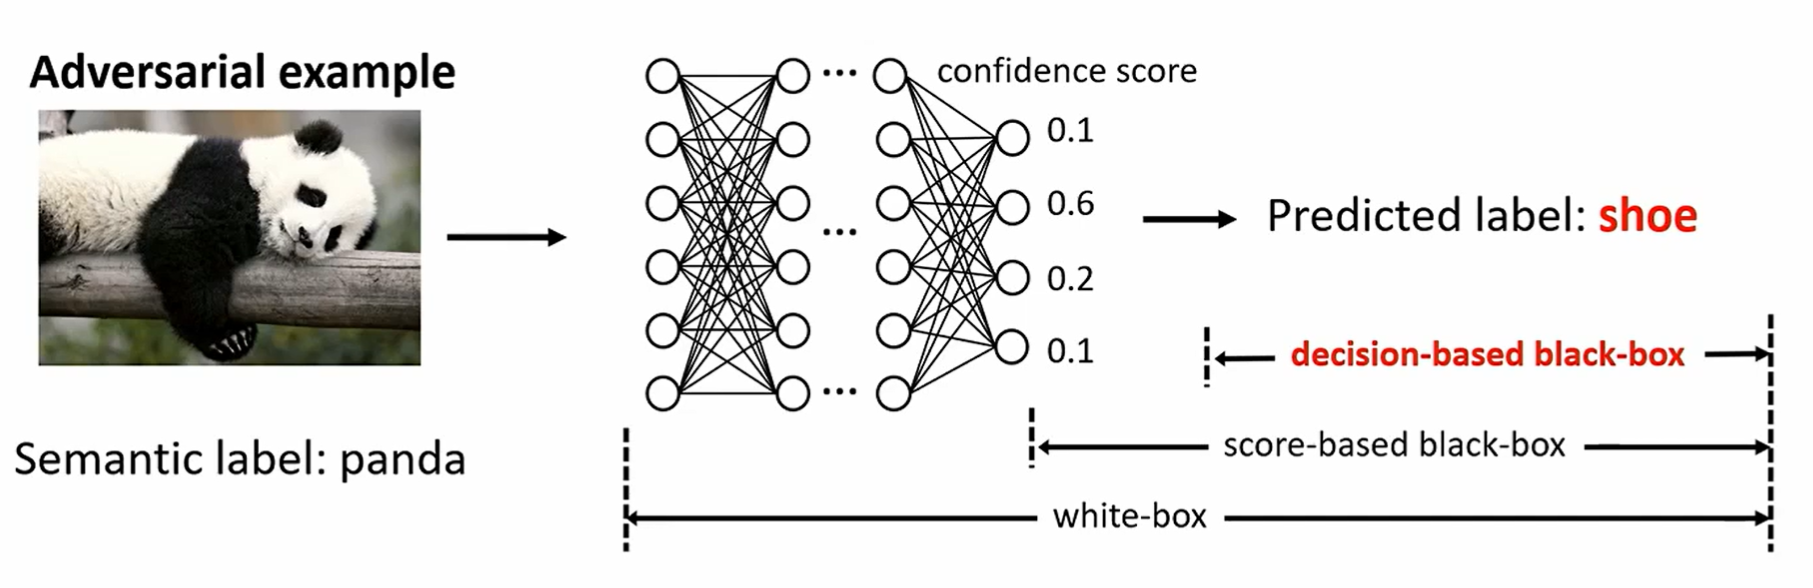 Adversarial example
Semantic label: panda
...
...
...
confidence score
0.1
0.6
0.2
0.1
Predicted label: shoe
decision-based black-box
score-based black-box
white-box